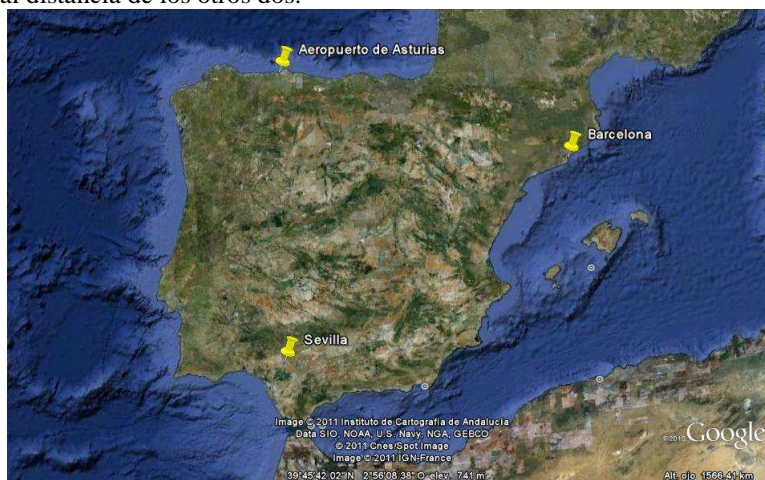 al distancia de los otros dos.
Aeropuerto de Asturias
Barcelona
Sevilla
Image © 2011 Instituto de Cartografía de Andalucía
Data SIO, NOAA, U.S. Navy, NGA, GEBCO
© 2011 Cnes/Spot Image
Image © 2011 IGN-France
©2010 Google
39°45'42.02"N 2°56'08.38" O elev. 741 m
Alt. ojo 1566.41 km